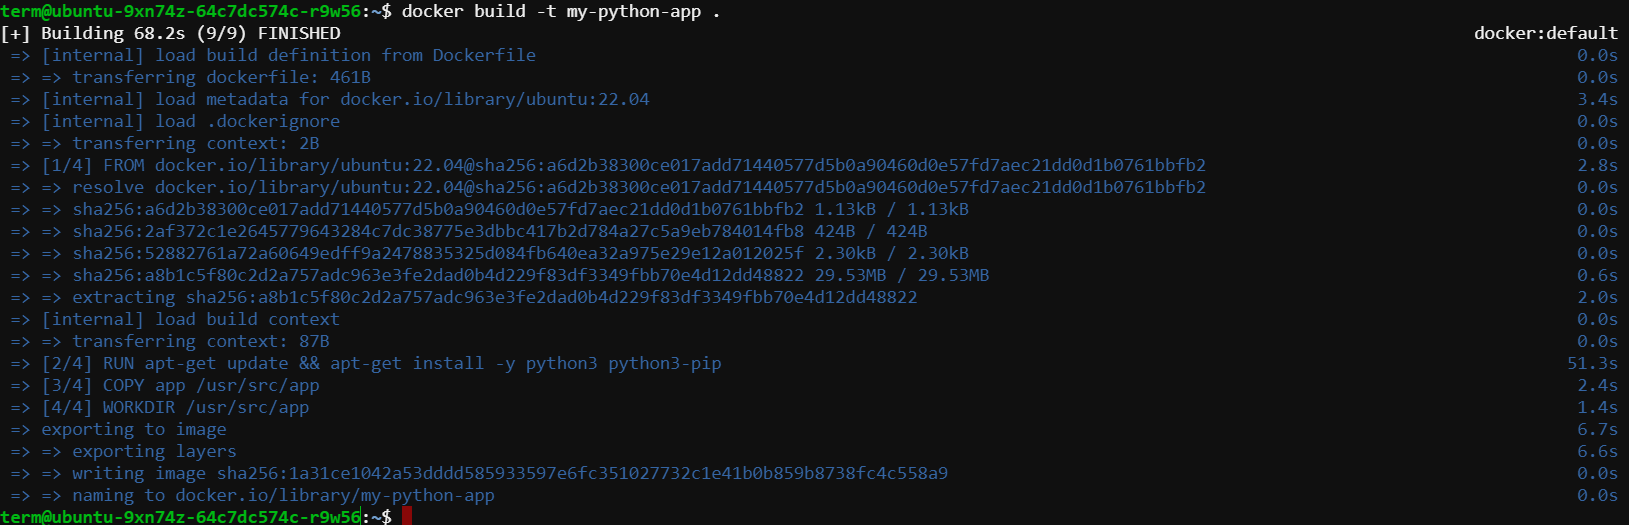 term@ubuntu-9xn74z-64c7dc574c-r9w56:~$ docker build -t my-python-app .
[+] Building 68.2s (9/9) FINISHED docker:default
=> [internal] load build definition from Dockerfile 0.0s
=> => transferring dockerfile: 461B 0.0s
=> [internal] load metadata for docker.io/library/ubuntu:22.04 3.4s
=> [internal] load .dockerignore 0.0s
=> => transferring context: 2B 0.0s
=> [1/4] FROM docker.io/library/ubuntu:22.04@sha256:a6d2b38300ce017add71440577d5b0a90460d0e57fd7aec21dd0d1b0761bbfb2 2.8s
=> => resolve docker.io/library/ubuntu:22.04@sha256:a6d2b38300ce017add71440577d5b0a90460d0e57fd7aec21dd0d1b0761bbfb2 0.0s
=> => sha256:a6d2b38300ce017add71440577d5b0a90460d0e57fd7aec21dd0d1b0761bbfb2 1.13kB / 1.13kB 0.0s
=> => sha256:2af372c1e2645779643284c7dc38775e3dbbc417b2d784a27c5a9eb784014fb8 424B / 424B 0.0s
=> => sha256:52882761a72a60649edff9a2478835325d084fb640ea32a975e29e12a012025f 2.30kB / 2.30kB 0.0s
=> => sha256:a8b1c5f80c2d2a757adc963e3fe2dad0b4d229f83df3349fbb70e4d12dd48822 29.53MB / 29.53MB 0.6s
=> => extracting sha256:a8b1c5f80c2d2a757adc963e3fe2dad0b4d229f83df3349fbb70e4d12dd48822 2.0s
=> [internal] load build context 0.0s
=> => transferring context: 87B 0.0s
=> [2/4] RUN apt-get update && apt-get install -y python3 python3-pip 51.3s
=> [3/4] COPY app /usr/src/app 2.4s
=> [4/4] WORKDIR /usr/src/app 1.4s
=> exporting to image 6.7s
=> => exporting layers 6.6s
=> => writing image sha256:1a31ce1042a53dddd585933597e6fc351027732c1e41b0b859b8738fc4c558a9 0.0s
=> => naming to docker.io/library/my-python-app 0.0s
term@ubuntu-9xn74z-64c7dc574c-r9w56:~$